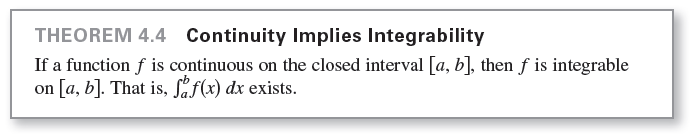 THEOREM 4.4 Continuity Implies Integrability
If a function f is continuous on the closed interval [a, b], then f is integrable
on [a, b]. That is, ∫ₐᵇ f(x) dx exists.